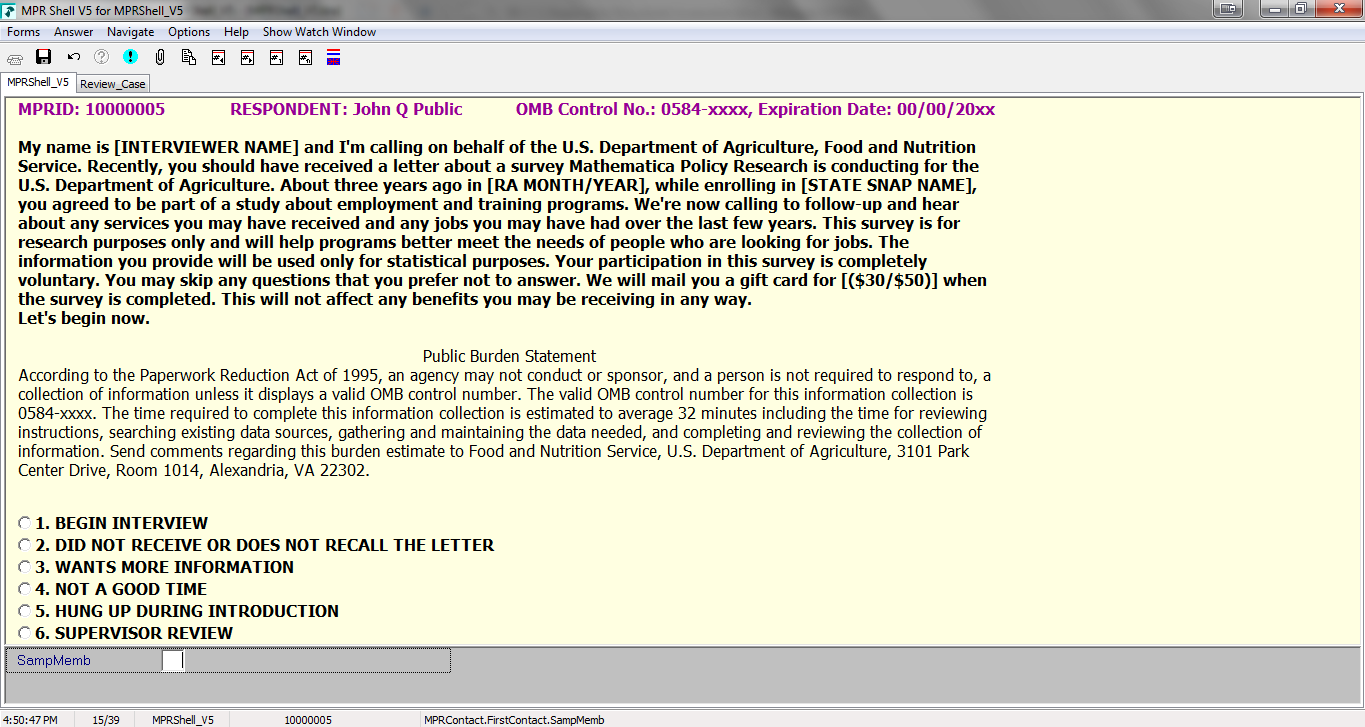 MPR Shell V5 for MPRShell_V5
Forms Answer Navigate Options Help Show Watch Window
MPRShell_V5 Review_Case
MPRID: 10000005 RESPONDENT: John Q Public OMB Control No.: 0584-xxxx, Expiration Date: 00/00/20xx
My name is [INTERVIEWER NAME] and I'm calling on behalf of the U.S. Department of Agriculture, Food and Nutrition
Service. Recently, you should have received a letter about a survey Mathematica Policy Research is conducting for the
U.S. Department of Agriculture. About three years ago in [RA MONTH/YEAR], while enrolling in [STATE SNAP NAME],
you agreed to be part of a study about employment and training programs. We're now calling to follow-up and hear
about any services you may have received and any jobs you may have had over the last few years. This survey is for
research purposes only and will help programs better meet the needs of people who are looking for jobs. The
information you provide will be used only for statistical purposes. Your participation in this survey is completely
voluntary. You may skip any questions that you prefer not to answer. We will mail you a gift card for [($30/$50)] when
the survey is completed. This will not affect any benefits you may be receiving in any way.
Let's begin now.
Public Burden Statement
According to the Paperwork Reduction Act of 1995, an agency may not conduct or sponsor, and a person is not required to respond to, a
collection of information unless it displays a valid OMB control number. The valid OMB control number for this information collection is
0584-xxxx. The time required to complete this information collection is estimated to average 32 minutes including the time for reviewing
instructions, searching existing data sources, gathering and maintaining the data needed, and completing and reviewing the collection of
information. Send comments regarding this burden estimate to Food and Nutrition Service, U.S. Department of Agriculture, 3101 Park
Center Drive, Room 1014, Alexandria, VA 22302.
1. BEGIN INTERVIEW
2. DID NOT RECEIVE OR DOES NOT RECALL THE LETTER
3. WANTS MORE INFORMATION
4. NOT A GOOD TIME
5. HUNG UP DURING INTRODUCTION
6. SUPERVISOR REVIEW
SampMemb
4:50:47 PM 15/39 MPRShell_V5 10000005 MPRContact.FirstContact.SampMemb